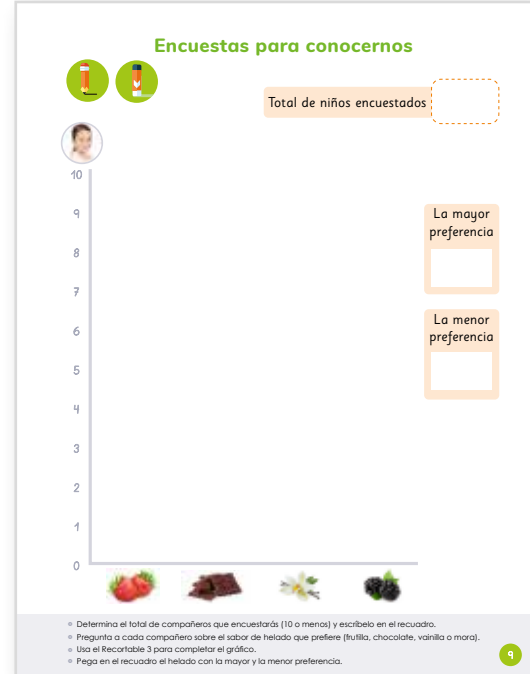 Encuestas para conocernos
Total de niños encuestados
10
9
8
7
6
5
4
3
2
1
0
La mayor
preferencia
La menor
preferencia
Determina el total de compañeros que encuestarás (10 o menos) y escríbelo en el recuadro.
Pregunta a cada compañero sobre el sabor de helado que prefiere (frutilla, chocolate, vainilla o mora).
Usa el Recortable 3 para completar el gráfico.
Pega en el recuadro el helado con la mayor y la menor preferencia.
9